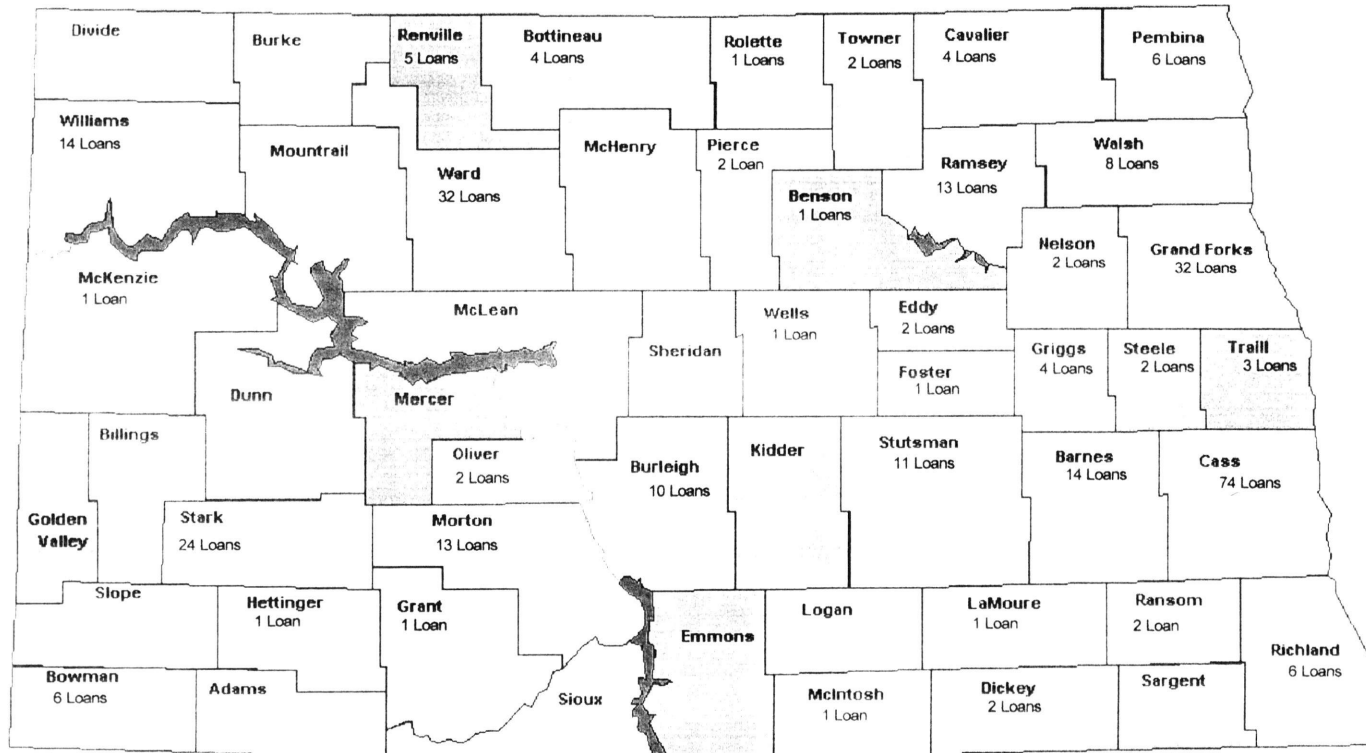 Divide
Burke
Renville
5 Loans
Bottineau
4 Loans
Rolette
1 Loans
Towner
2 Loans
Cavalier
4 Loans
Pembina
6 Loans
Williams
14 Loans
Mountrail
Ward
32 Loans
McHenry
Pierce
2 Loan
Benson
1 Loans
Ramsey
13 Loans
Walsh
8 Loans
Nelson
2 Loans
Grand Forks
32 Loans
McKenzie
1 Loan
McLean
Sheridan
Wells
1 Loan
Eddy
2 Loans
Foster
1 Loan
Griggs
4 Loans
Steele
2 Loans
Traill
3 Loans
Dunn
Mercer
Billings
Oliver
2 Loans
Burleigh
10 Loans
Kidder
Stutsman
11 Loans
Barnes
14 Loans
Cass
74 Loans
Golden
Valley
Stark
24 Loans
Morton
13 Loans
Slope
Hettinger
1 Loan
Grant
1 Loan
Emmons
Logan
LaMoure
1 Loan
Ransom
2 Loan
Richland
6 Loans
Bowman
6 Loans
Adams
Sioux
McIntosh
1 Loan
Dickey
2 Loans
Sargent